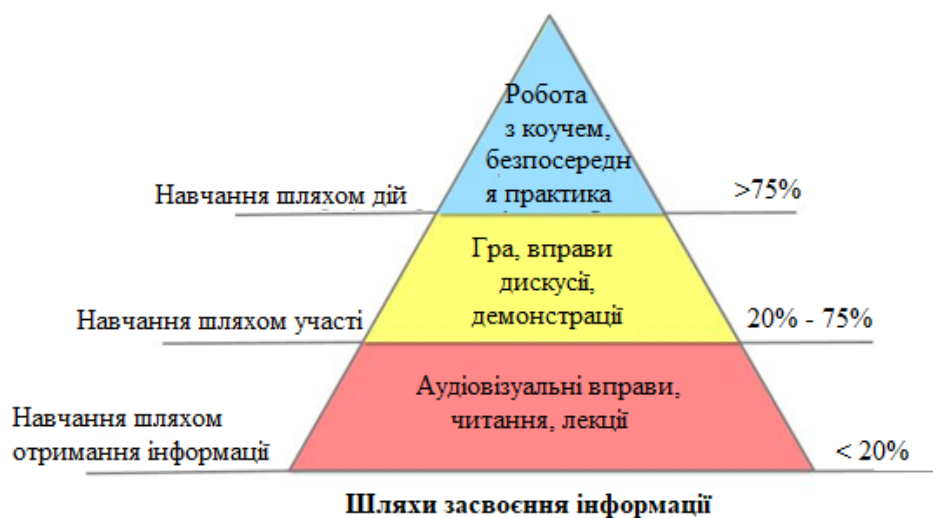 Робота
з коучем,
безпосередн
я практика
Навчання шляхом дій
>75%
Гра, вправи
дискусії,
демонстрації
Навчання шляхом участі
20% - 75%
Аудіовізуальні вправи,
читання, лекції
Навчання шляхом
отримання інформації
< 20%
Шляхи засвоєння інформації